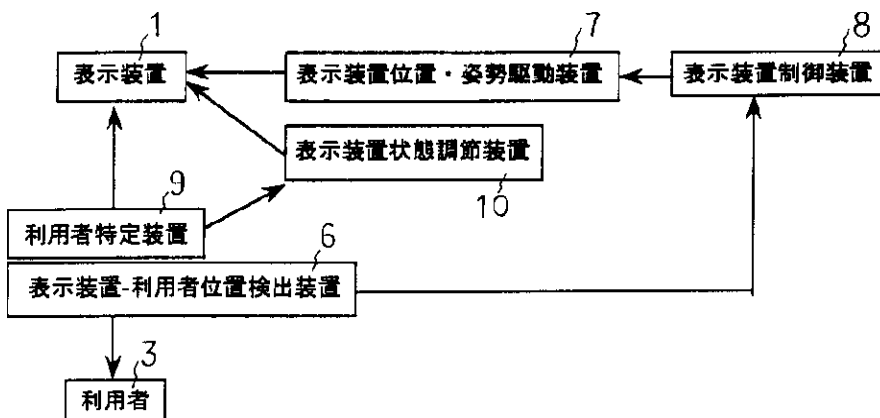 1
表示装置
7
表示装置位置・姿勢駆動装置
8
表示装置制御装置
表示装置状態調節装置
10
9
利用者特定装置
6
表示装置-利用者位置検出装置
3
利用者